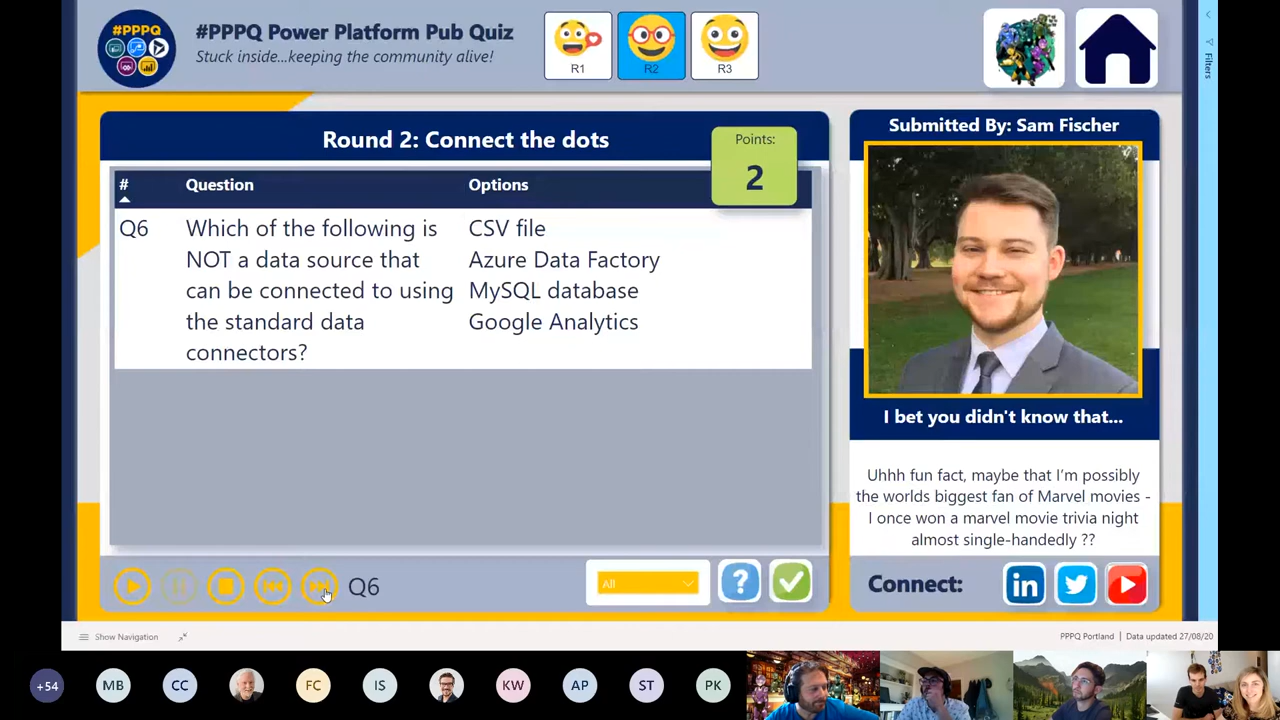 #PPPQ
#PPPQ Power Platform Pub Quiz
Stuck inside...keeping the community alive!
R1
R2
R3
Filters
Round 2: Connect the dots
Points:
2
# Question Options
Q6
Which of the following is
NOT a data source that
can be connected to using
the standard data
connectors?
CSV file
Azure Data Factory
MySQL database
Google Analytics
Submitted By: Sam Fischer
I bet you didn't know that...
Uhhh fun fact, maybe that I'm possibly
the worlds biggest fan of Marvel movies -
I once won a marvel movie trivia night
almost single-handedly ??
Q6
All
?
Connect:
in
Show Navigation
PPPQ Portland | Data updated 27/08/20
+54 MB CC FC IS KW AP ST PK